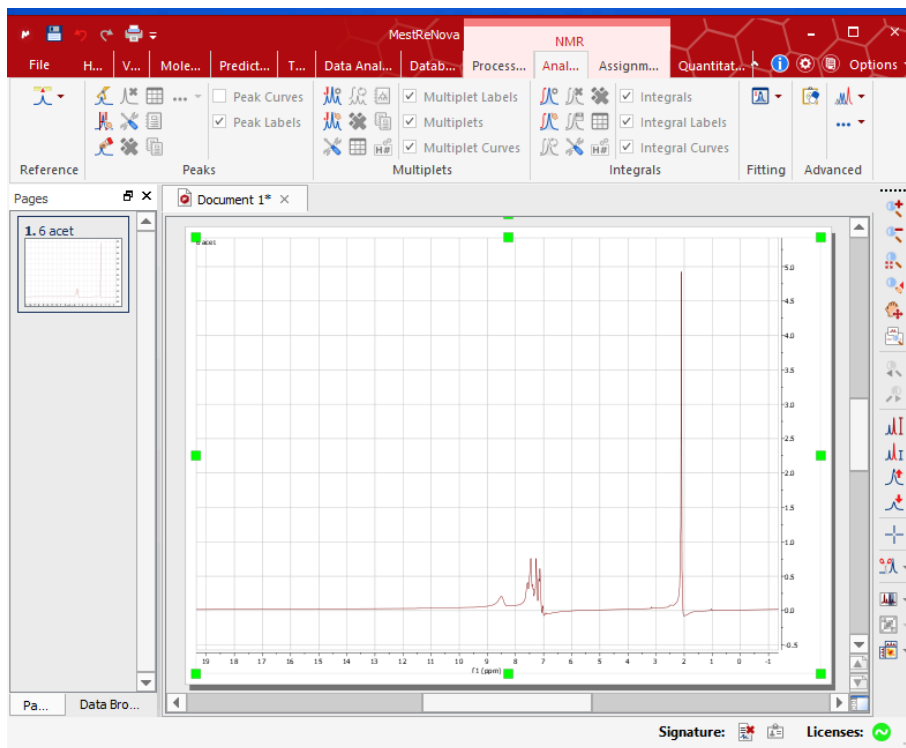 MestReNova
NMR
File H... V... Mole... Predict... T... Data Anal... Datab... Process... Anal... Assignm... Quantitat... Options
... Peak Curves Multiplet Labels Integrals
Peak Labels Multiplets Integral Labels ...
H# Multiplet Curves H# Integral Curves
Reference Peaks Multiplets Integrals Fitting Advanced
Pages
Document 1*
1. 6 acet
acet
5.0
4.5
4.0
3.5
3.0
2.5
2.0
1.5
1.0
0.5
0.0
-0.5
19 18 17 16 15 14 13 12 11 10 9 8 7 6 5 4 3 2 1 0 -1
f1 (ppm)
Pa... Data Bro...
Signature: Licenses: